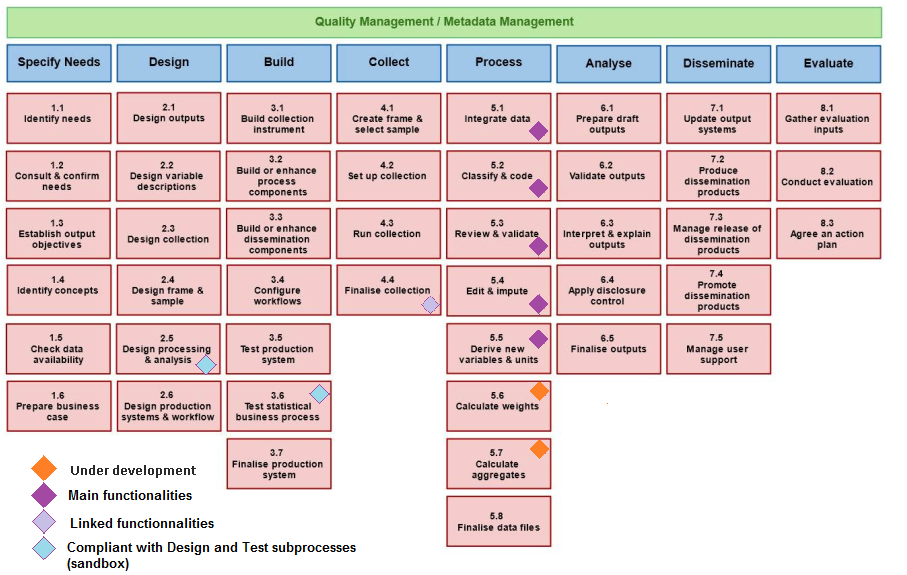 Quality Management / Metadata Management
Specify Needs
Design
Build
Collect
Process
Analyse
Disseminate
Evaluate
1.1
Identify needs
1.2
Consult & confirm
needs
1.3
Establish output
objectives
1.4
Identify concepts
1.5
Check data
availability
1.6
Prepare business
case
2.1
Design outputs
2.2
Design variable
descriptions
2.3
Design collection
2.4
Design frame &
sample
2.5
Design processing
& analysis
2.6
Design production
systems & workflow
3.1
Build collection
instrument
3.2
Build or enhance
process
components
3.3
Build or enhance
dissemination
components
3.4
Configure
workflows
3.5
Test production
system
3.6
Test statistical
business process
3.7
Finalise production
system
4.1
Create frame &
select sample
4.2
Set up collection
4.3
Run collection
4.4
Finalise collection
5.1
Integrate data
5.2
Classify & code
5.3
Review & validate
5.4
Edit & impute
5.5
Derive new
variables & units
5.6
Calculate weights
5.7
Calculate
aggregates
5.8
Finalise data files
6.1
Prepare draft
outputs
6.2
Validate outputs
6.3
Interpret & explain
outputs
6.4
Apply disclosure
control
6.5
Finalise outputs
7.1
Update output
systems
7.2
Produce
dissemination
products
7.3
Manage release of
dissemination
products
7.4
Promote
dissemination
products
7.5
Manage user
support
8.1
Gather evaluation
inputs
8.2
Conduct evaluation
8.3
Agree an action
plan
Under development
Main functionalities
Linked functionnalities
Compliant with Design and Test subprocesses
(sandbox)